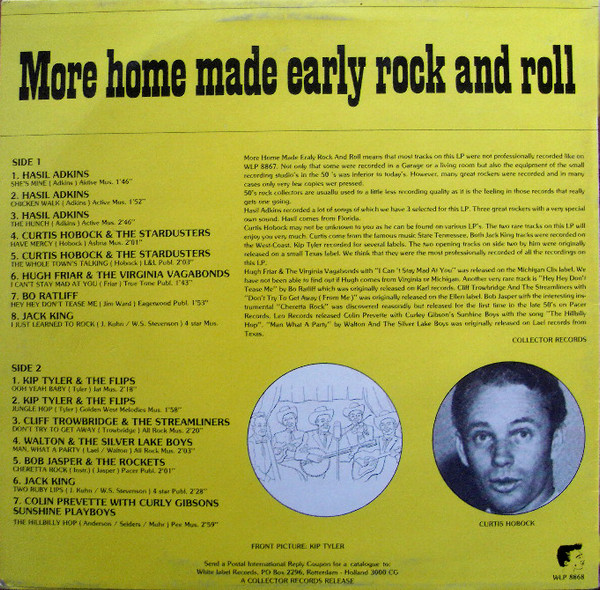 More home made early rock and roll
SIDE 1
1. HASIL ADKINS
SHE'S MINE ( Adkins ) Aktive Mus. 1'46"
2. HASIL ADKINS
CHICKEN WALK ( Adkins ) Aktive Mus. 1'52"
3. HASIL ADKINS
THE HUNCH ( Adkins ) Aktive Mus. 2'46"
4. CURTIS HOBOCK & THE STARDUSTERS
HAVE MERCY ( Hobock ) Ashna Mus. 2'01"
5. CURTIS HOBOCK & THE STARDUSTERS
THE WHOLE TOWN'S TALKING ( Hobock ) L&L Publ. 2'03"
6. HUGH FRIAR & THE VIRGINIA VAGABONDS
I CAN'T STAY MAD AT YOU ( Friar ) True Tone Publ. 1'43"
7. BO RATLIFF
HEY HEY DON'T TEASE ME ( Jim Ward ) Eagerwood Publ. 1'53"
8. JACK KING
I JUST LEARNED TO ROCK ( J. Kuhn / W.S. Stevenson ) 4 star Mus.
More Home Made Eraly Rock And Roll means that most tracks on this LP were not professionally recorded like on
WLP 8867. Not only that some were recorded in a Garage or a living room but also the equipment of the small
recording studio's in the 50 's was inferior to today's. However, many great rockers were recorded and in many
cases only very few copies wer pressed.
50's rock collectors are usually used to a little less recording quality as it is the feeling in those records that really
gets one going.
Hasil Adkins recorded a lot of songs of which we have 3 selected for this LP. Three great rockers with a very special
own sound. Hasil comes from Florida.
Curtis Hobock may not be unknown to you as he can be found on various LP's. The two rare tracks on this LP will
enjoy you very much. Curtis come from the famous music State Tennessee. Both Jack King tracks were recorded on
the West-Coast. Kip Tyler recorded for several labels. The two opening tracks on side two by him were originally
released on a small Texas label. We think that they were the most professionally recorded of all the recordings on
this LP.
Hugh Friar & The Virginia Vagabonds with "I Can 't Stay Mad At You" was released on the Michigan Clix label. We
have not been able to find out if Hugh comes from Virginia or Michigan. Another very rare track is "Hey Hey Don't
Tease Me" by Bo Ratliff which was originally released on Karl records. Cliff Trowbridge And The Streamliners with
"Don't Try To Get Away ( From Me )" was originally released on the Ellen label. Bob Jasper with the interesting ins-
trumental "Cheretta Rock" was discovered reasonably but released for the first time in the late 50's on Pacer
Records. Leo Records released Colin Prevette with Curley Gibson's Sunhine Boys with the song "The Hillbilly
Hop". "Man What A Party" by Walton And The Silver Lake Boys was originally released on Lael records from
Texas.
COLLECTOR RECORDS
SIDE 2
1. KIP TYLER & THE FLIPS
OOH YEAH BABY ( Tyler ) Jat Mus. 2'18"
2. KIP TYLER & THE FLIPS
JUNGLE HOP ( Tyler ) Golden West Melodies Mus. 1'58"
3. CLIFF TROWBRIDGE & THE STREAMLINERS
DON'T TRY TO GET AWAY ( Trowbridge ) All Rock Mus. 2'20"
4. WALTON & THE SILVER LAKE BOYS
MAN, WHAT A PARTY ( Lael / Walton ) All Rock Mus. 2'03"
5. BOB JASPER & THE ROCKETS
CHERETTA ROCK ( Instr.) ( Jasper ) Pacer Publ. 2'01"
6. JACK KING
TWO RUBY LIPS ( J. Kuhn / W.S. Stevenson ) 4 star Publ. 2'28"
7. COLIN PREVETTE WITH CURLY GIBSONS
SUNSHINE PLAYBOYS
THE HILLBILLY HOP ( Anderson / Selders / Muhr ) Pee Mus. 2'59"
CURTIS HOBOCK
FRONT PICTURE: KIP TYLER
Send a Postal International Reply Coupon for a catalogue to:
White label Records, PO Box 2296, Rotterdam - Holland 3000 CG
A COLLECTOR RECORDS RELEASE
WLP 8868